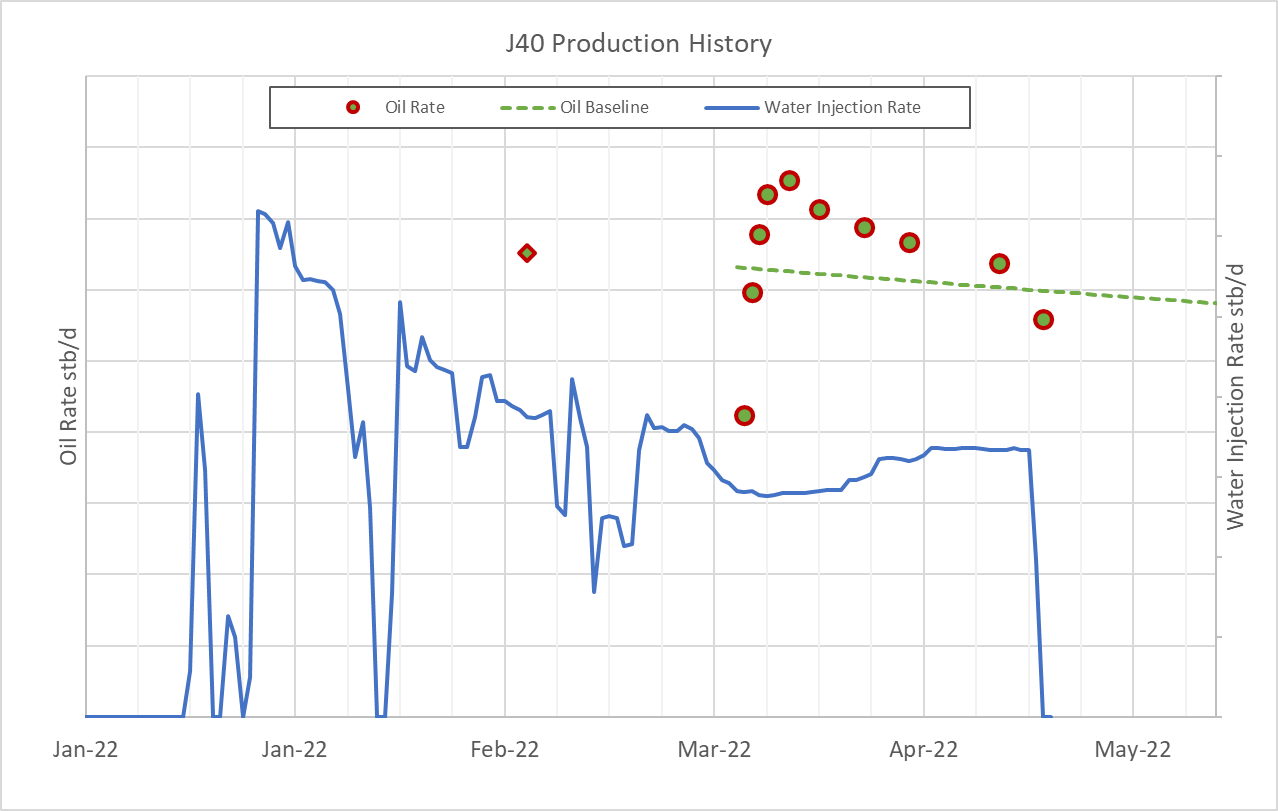 J40 Production History
Oil Rate
Oil Baseline
Water Injection Rate
Oil Rate stb/d
Water Injection Rate stb/d
Jan-22
Jan-22
Feb-22
Mar-22
Apr-22
May-22